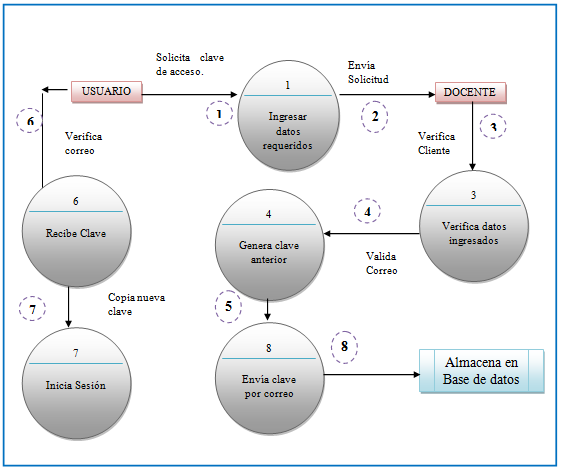 Solicita clave
de acceso.
USUARIO
1
1
Ingresar
datos
requeridos
Envía
Solicitud
2
DOCENTE
3
Verifica
Cliente
6
Verifica
correo
6
Recibe Clave
4
Genera clave
anterior
4
Valida
Correo
3
Verifica datos
ingresados
7
Copia nueva
clave
5
7
Inicia Sesión
8
Envía clave
por correo
8
Almacena en
Base de datos